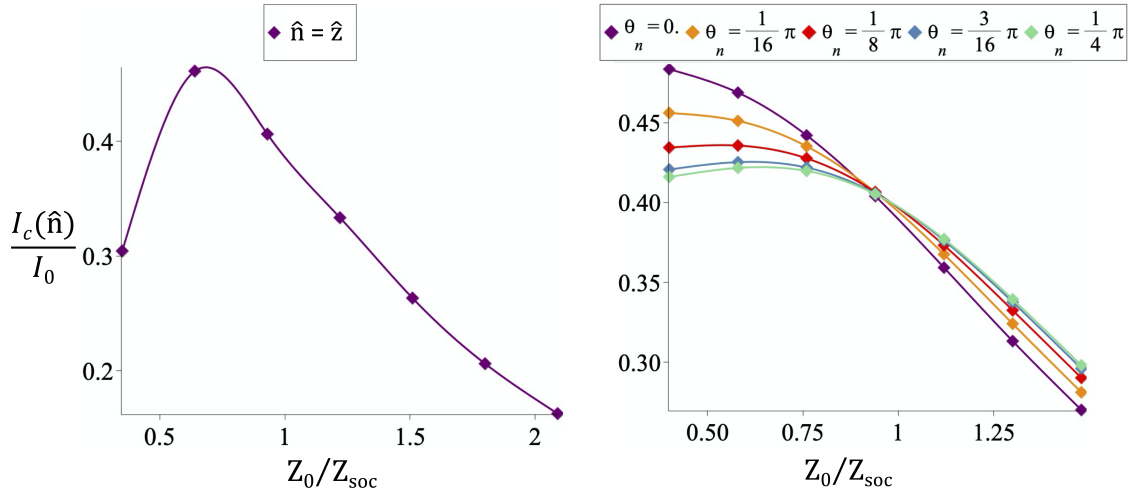 n̂ = ẑ
0.4
0.3
0.2
I_c(n̂)
I_0
0.5 1 1.5 2
Z_0/Z_soc
θ_n = 0. θ_n = 1/16 π θ_n = 1/8 π θ_n = 3/16 π θ_n = 1/4 π
0.45
0.40
0.35
0.30
0.50 0.75 1 1.25
Z_0/Z_soc